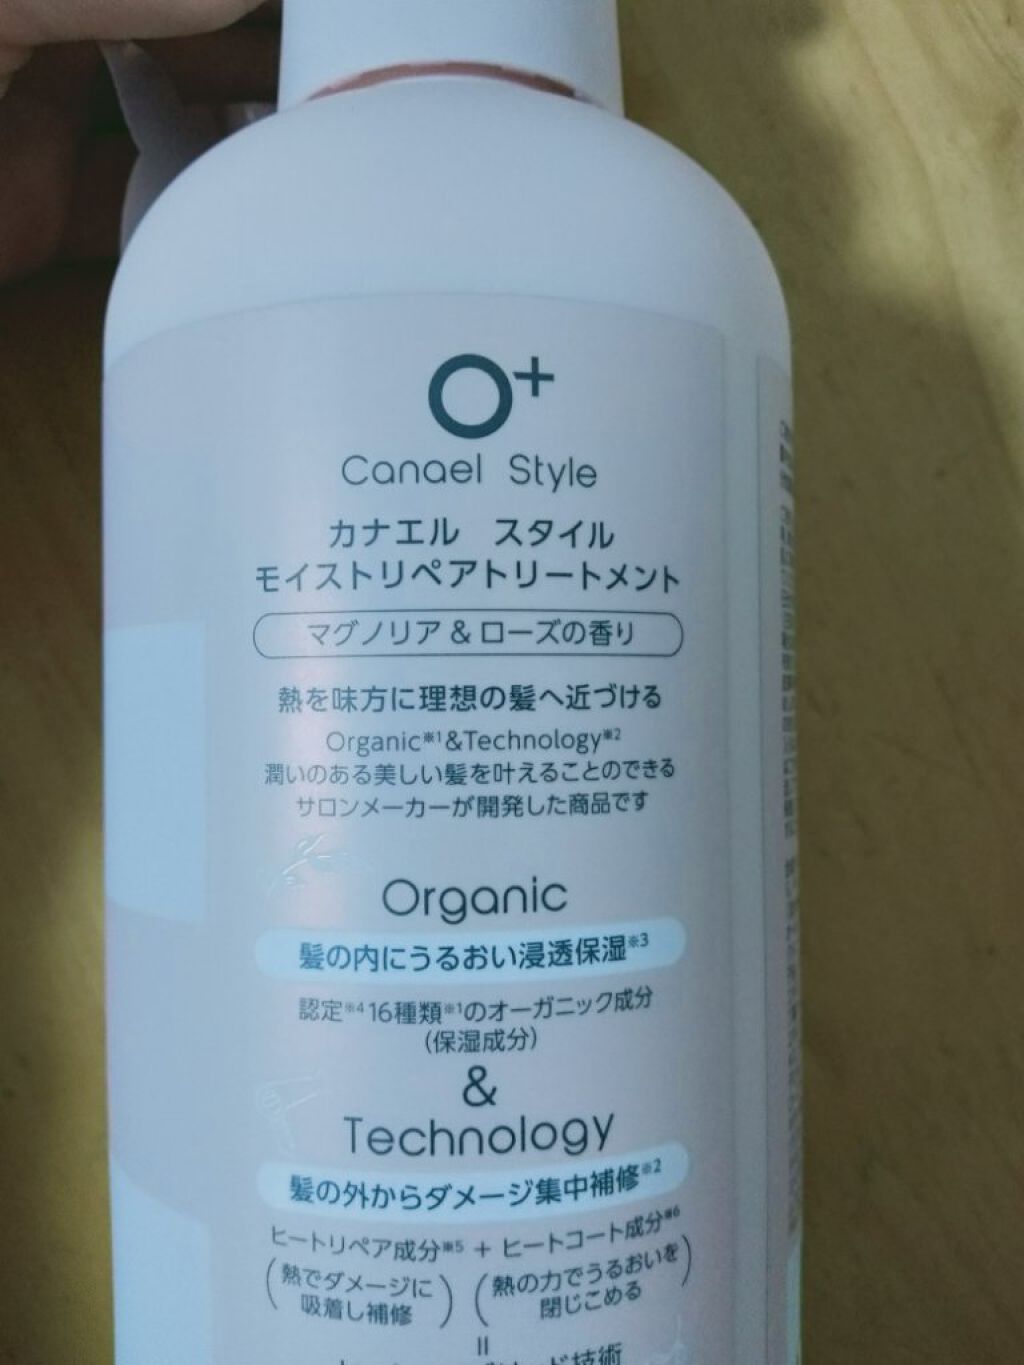 O+
Canael Style
カナエル スタイル
モイストリペアトリートメント
マグノリア&ローズの香り
熱を味方に理想の髪へ近づける
Organic※1&Technology※2
潤いのある美しい髪を叶えることのできる
サロンメーカーが開発した商品です
Organic
髪の内にうるおい浸透保湿※3
認定※4 16種類※1のオーガニック成分
(保湿成分)
&
Technology
髪の外からダメージ集中補修※2
ヒートリペア成分※5 + ヒートコート成分※6
(熱でダメージに (熱の力でうるおいを
吸着し補修) 閉じこめる)
=
技術